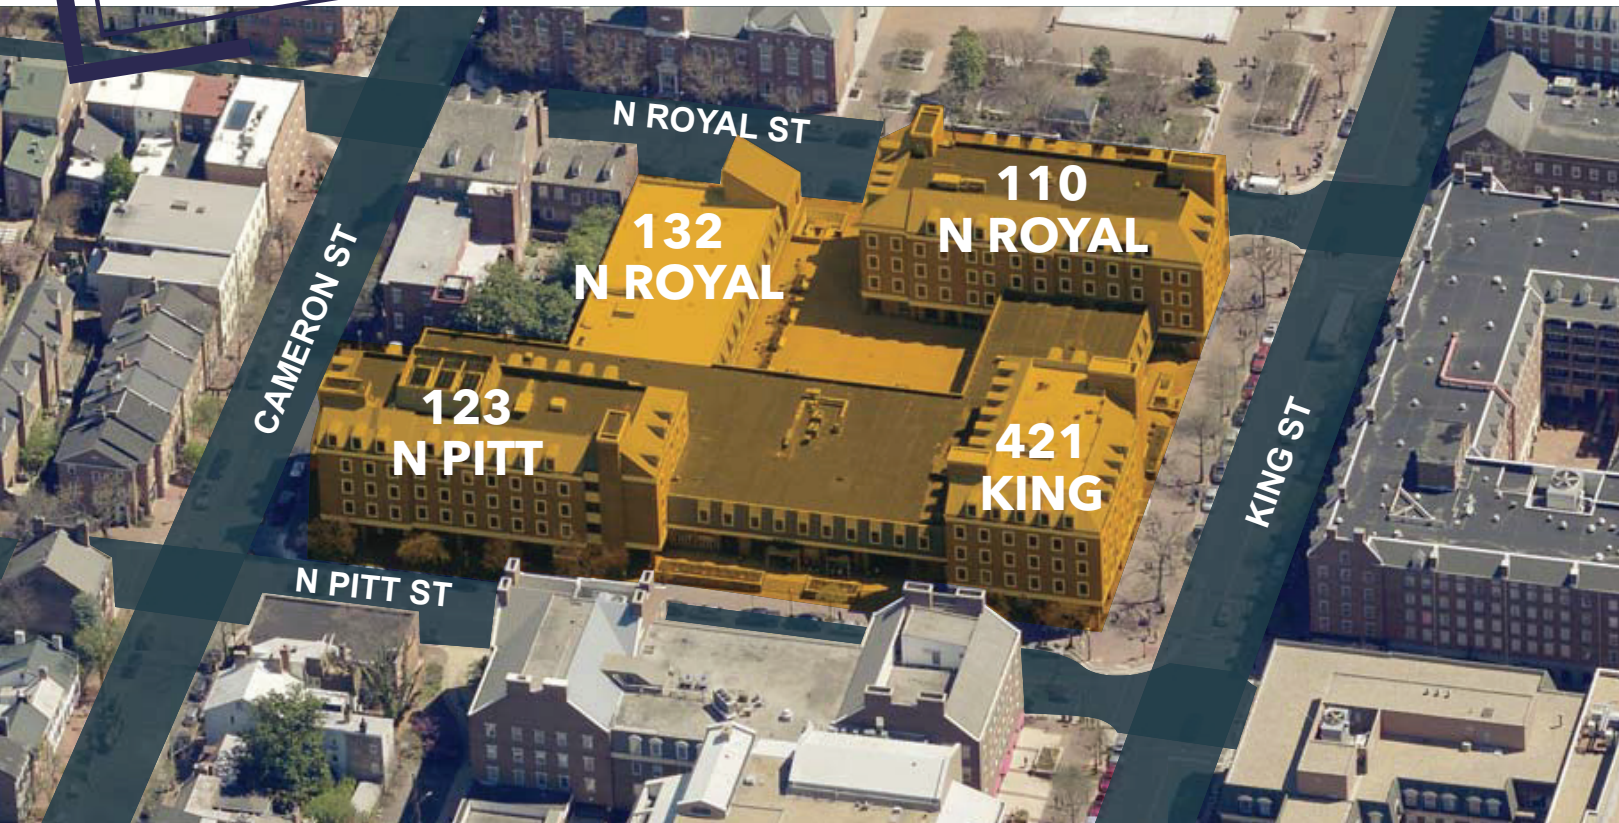 N ROYAL ST
110
N ROYAL
132
N ROYAL
CAMERON ST
123
N PITT
421
KING
KING ST
N PITT ST